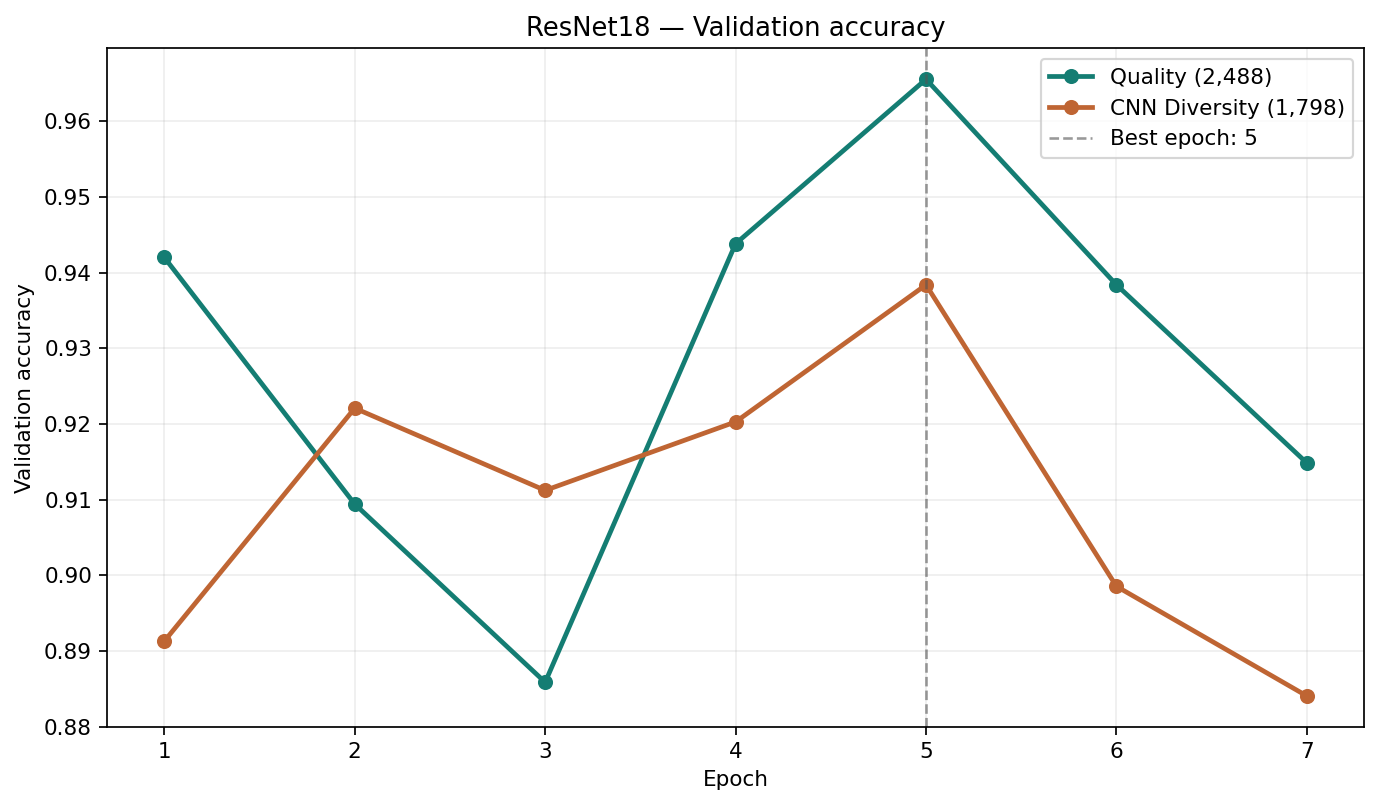 ResNet18 — Validation accuracy
Quality (2,488)
CNN Diversity (1,798)
Best epoch: 5
Validation accuracy
0.96
0.95
0.94
0.93
0.92
0.91
0.90
0.89
0.88
1 2 3 4 5 6 7
Epoch